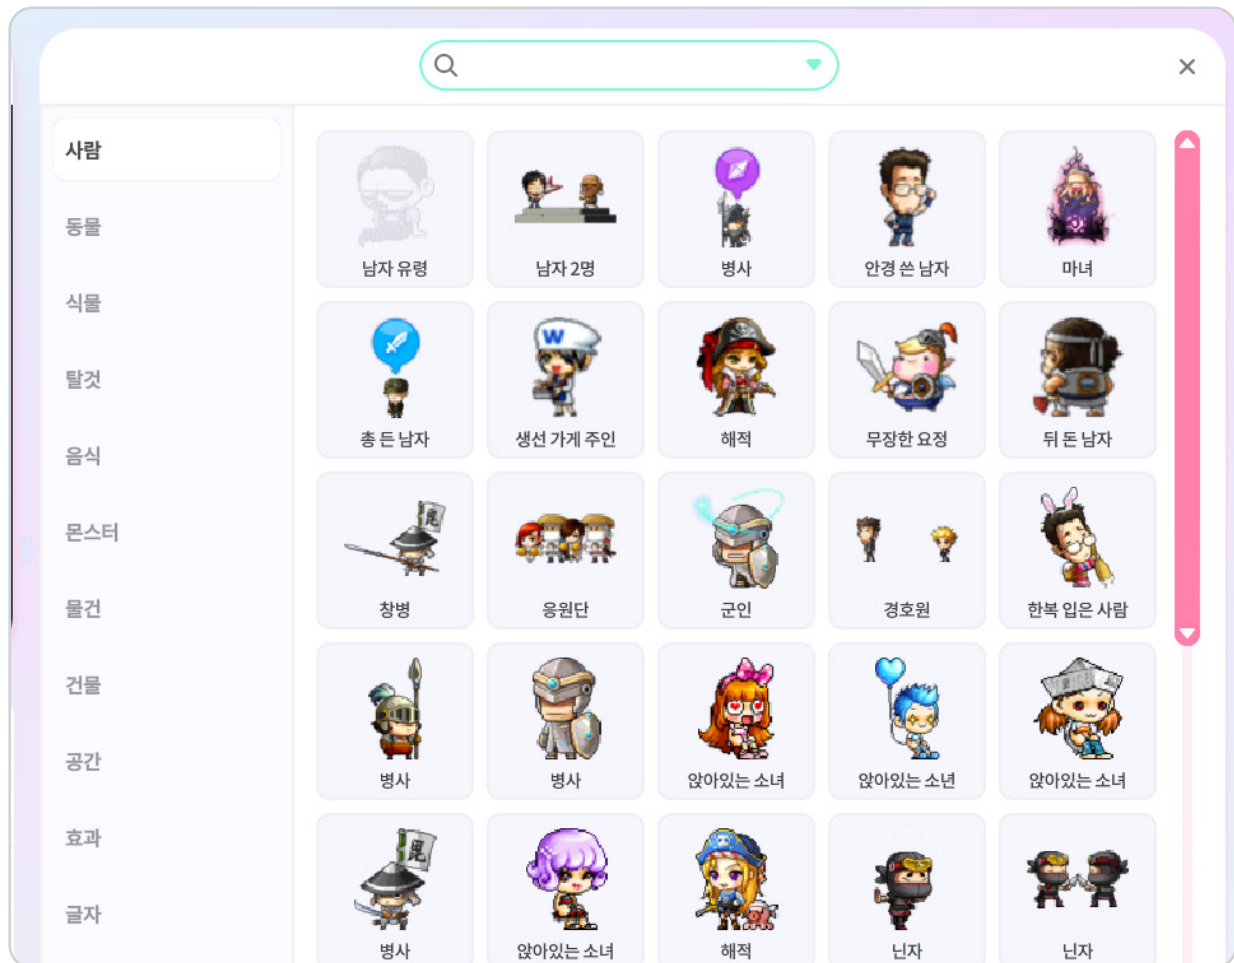 사람
동물
식물
탈것
음식
몬스터
물건
건물
공간
효과
글자
남자 유령
남자 2명
병사
안경 쓴 남자
마녀
총 든 남자
W
생선 가게 주인
해적
무장한 요정
뒤 돈 남자
毘
창병
응원단
군인
경호원
한복 입은 사람
병사
병사
앉아있는 소녀
앉아있는 소년
앉아있는 소녀
毘
병사
앉아있는 소녀
해적
닌자
닌자